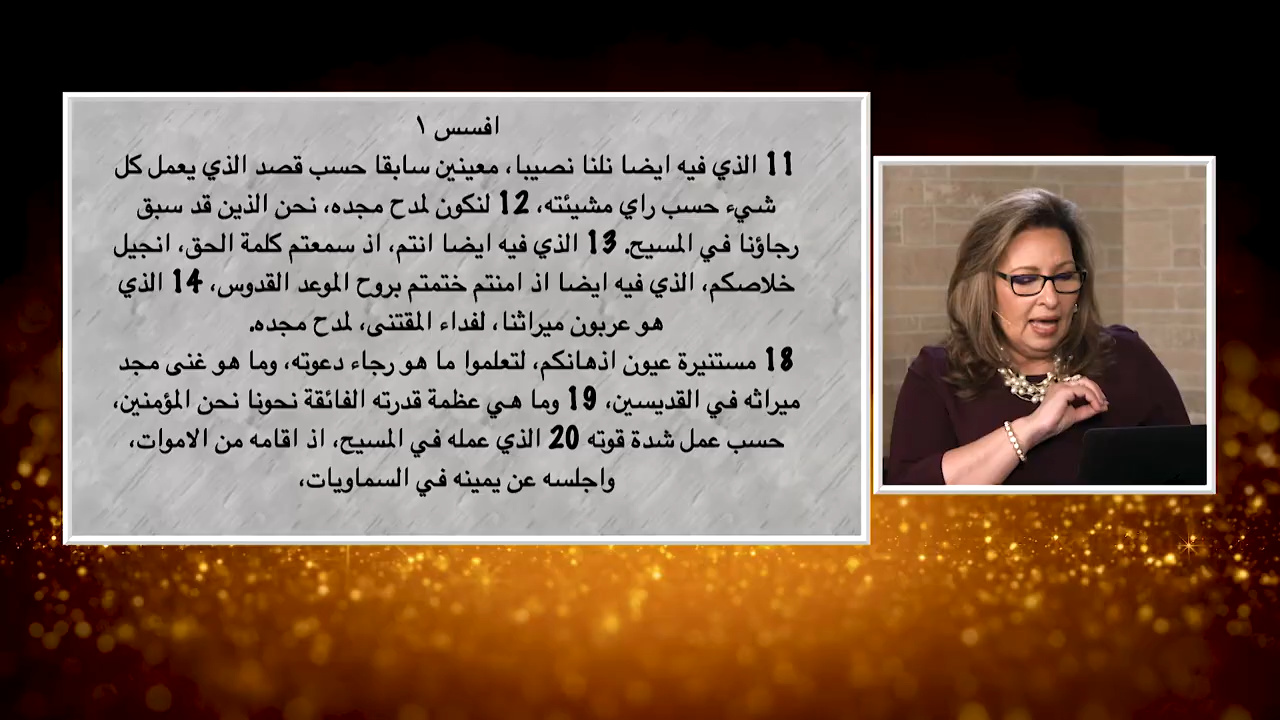 افسس ١
11 الذي فيه ايضا نلنا نصيبا، معينين سابقا حسب قصد الذي يعمل كل
شيء حسب راي مشيئته، 12 لنكون لمدح مجده، نحن الذين قد سبق
رجاؤنا في المسيح. 13 الذي فيه ايضا انتم، اذ سمعتم كلمة الحق، انجيل
خلاصكم، الذي فيه ايضا اذ امنتم ختمتم بروح الموعد القدوس، 14 الذي
هو عربون ميراثنا، لفداء المقتنى، لمدح مجده.
18 مستنيرة عيون اذهانكم، لتعلموا ما هو رجاء دعوته، وما هو غنى مجد
ميراثه في القديسين، 19 وما هي عظمة قدرته الفائقة نحونا نحن المؤمنين،
حسب عمل شدة قوته 20 الذي عمله في المسيح، اذ اقامه من الاموات،
واجلسه عن يمينه في السماويات،